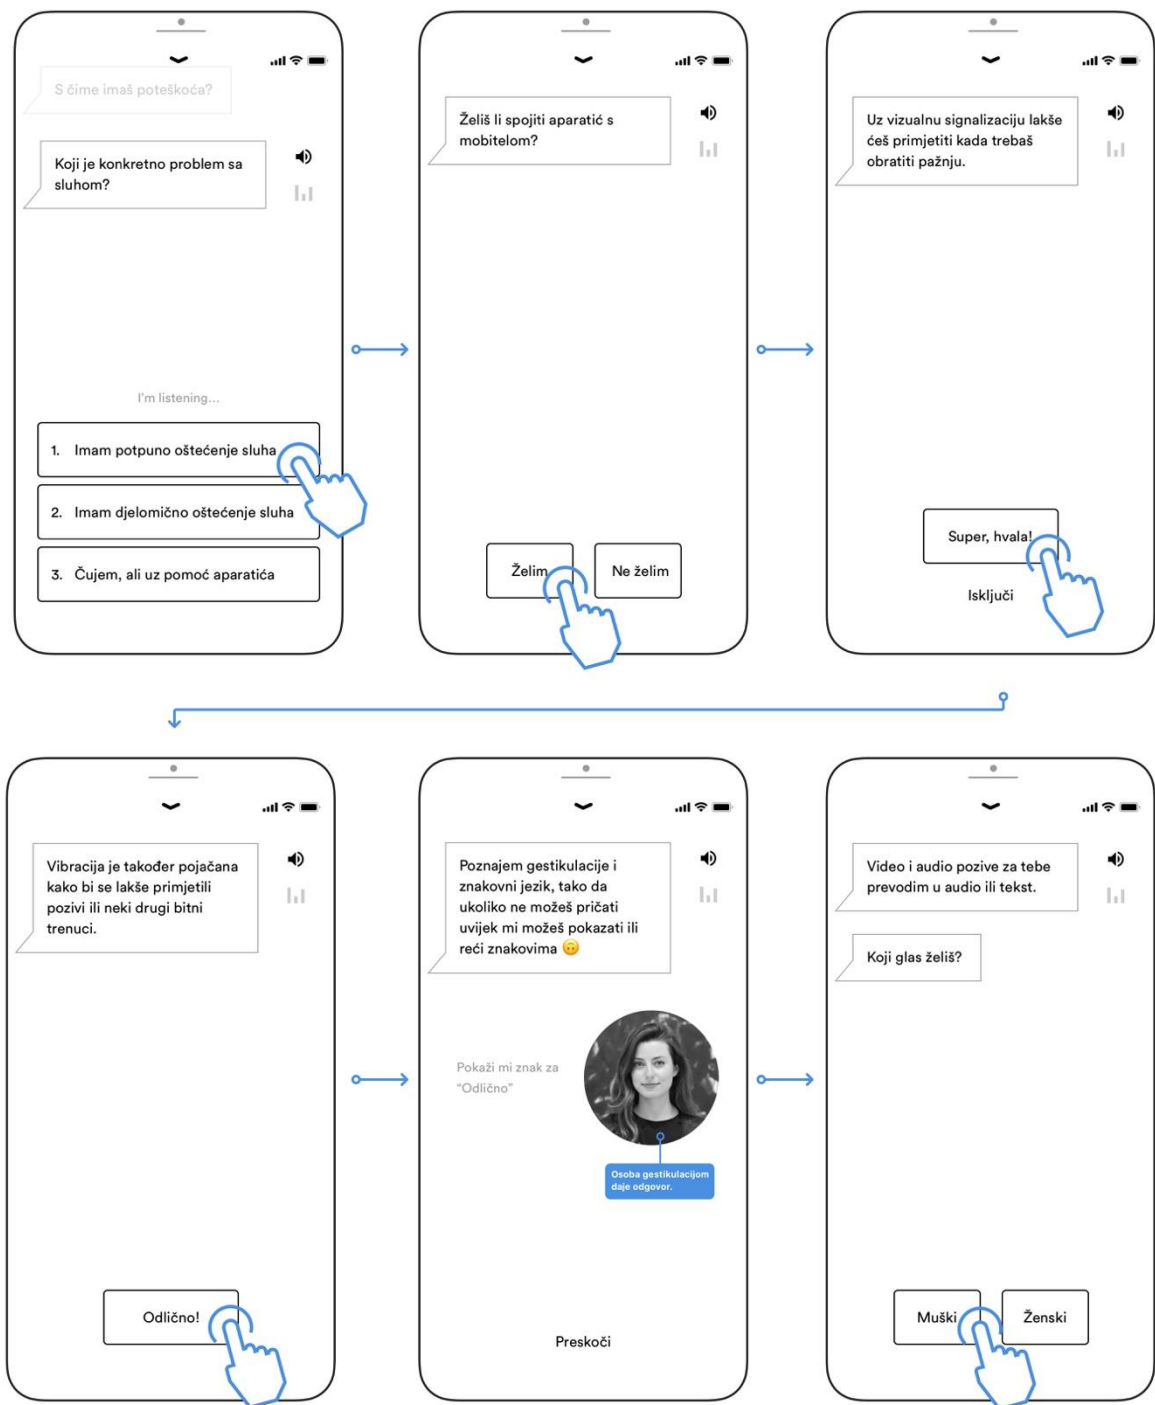 S čime imaš poteškoća?
Koji je konkretno problem sa
sluhom?
I'm listening...
1. Imam potpuno oštećenje sluha
2. Imam djelomično oštećenje sluha
3. Čujem, ali uz pomoć aparatića
Želiš li spojiti aparatić s
mobitelom?
Želim
Ne želim
Uz vizualnu signalizaciju lakše
ćeš primjetiti kada trebaš
obratiti pažnju.
Super, hvala!
Isključi
Vibracija je također pojačana
kako bi se lakše primjetili
pozivi ili neki drugi bitni
trenuci.
Odlično!
Poznajem gestikulacije i
znakovni jezik, tako da
ukoliko ne možeš pričati
uvijek mi možeš pokazati ili
reći znakovima 🙃
Pokaži mi znak za
“Odlično”
Osoba gestikulacijom
daje odgovor.
Preskoči
Video i audio pozive za tebe
prevodim u audio ili tekst.
Koji glas želiš?
Muški
Ženski